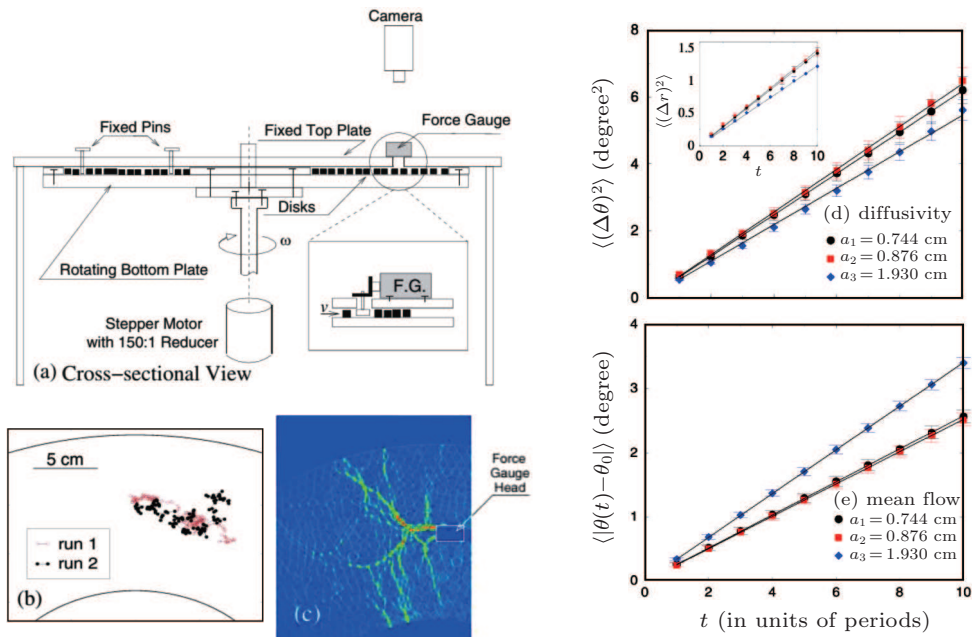 Camera
Fixed Pins
Fixed Top Plate
Force Gauge
Disks
ω
Rotating Bottom Plate
F.G.
v
Stepper Motor
with 150:1 Reducer
(a) Cross−sectional View
5 cm
run 1
run 2
(b)
(c)
Force
Gauge
Head
⟨(Δθ)²⟩ (degree²)
8
6
4
2
0
⟨(Δr)²⟩
1.5
1
0.5
0
0 2 4 6 8 10
t
(d) diffusivity
a₁=0.744 cm
a₂=0.876 cm
a₃=1.930 cm
⟨|θ(t)−θ₀|⟩ (degree)
4
3
2
1
0
(e) mean flow
a₁=0.744 cm
a₂=0.876 cm
a₃=1.930 cm
0 2 4 6 8 10
t (in units of periods)